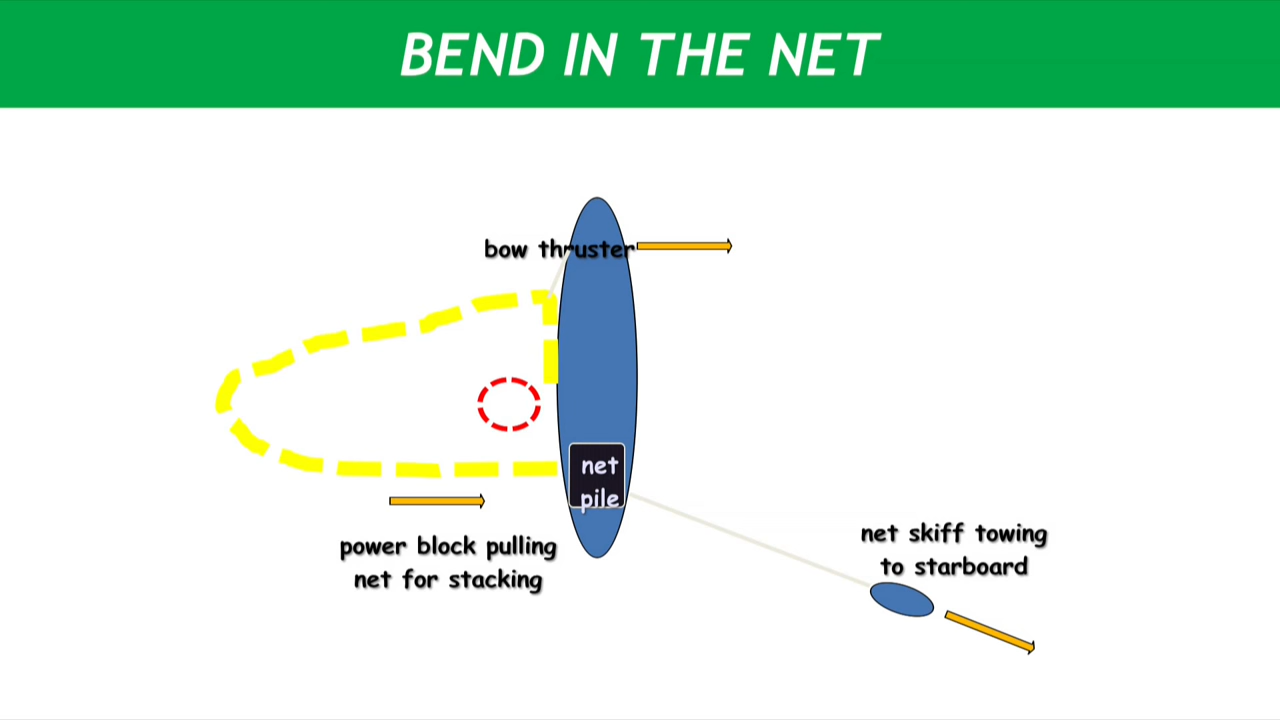 BEND IN THE NET
bow thruster
net
pile
power block pulling
net for stacking
net skiff towing
to starboard